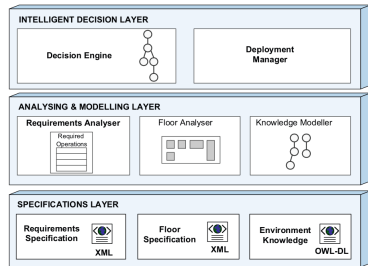 INTELLIGENT DECISION LAYER
Decision Engine
Deployment
Manager
ANALYSING & MODELLING LAYER
Requirements Analyser
Required
Operations
Floor Analyser
Knowledge Modeller
SPECIFICATIONS LAYER
Requirements
Specification
XML
Floor
Specification
XML
Environment
Knowledge
OWL-DL